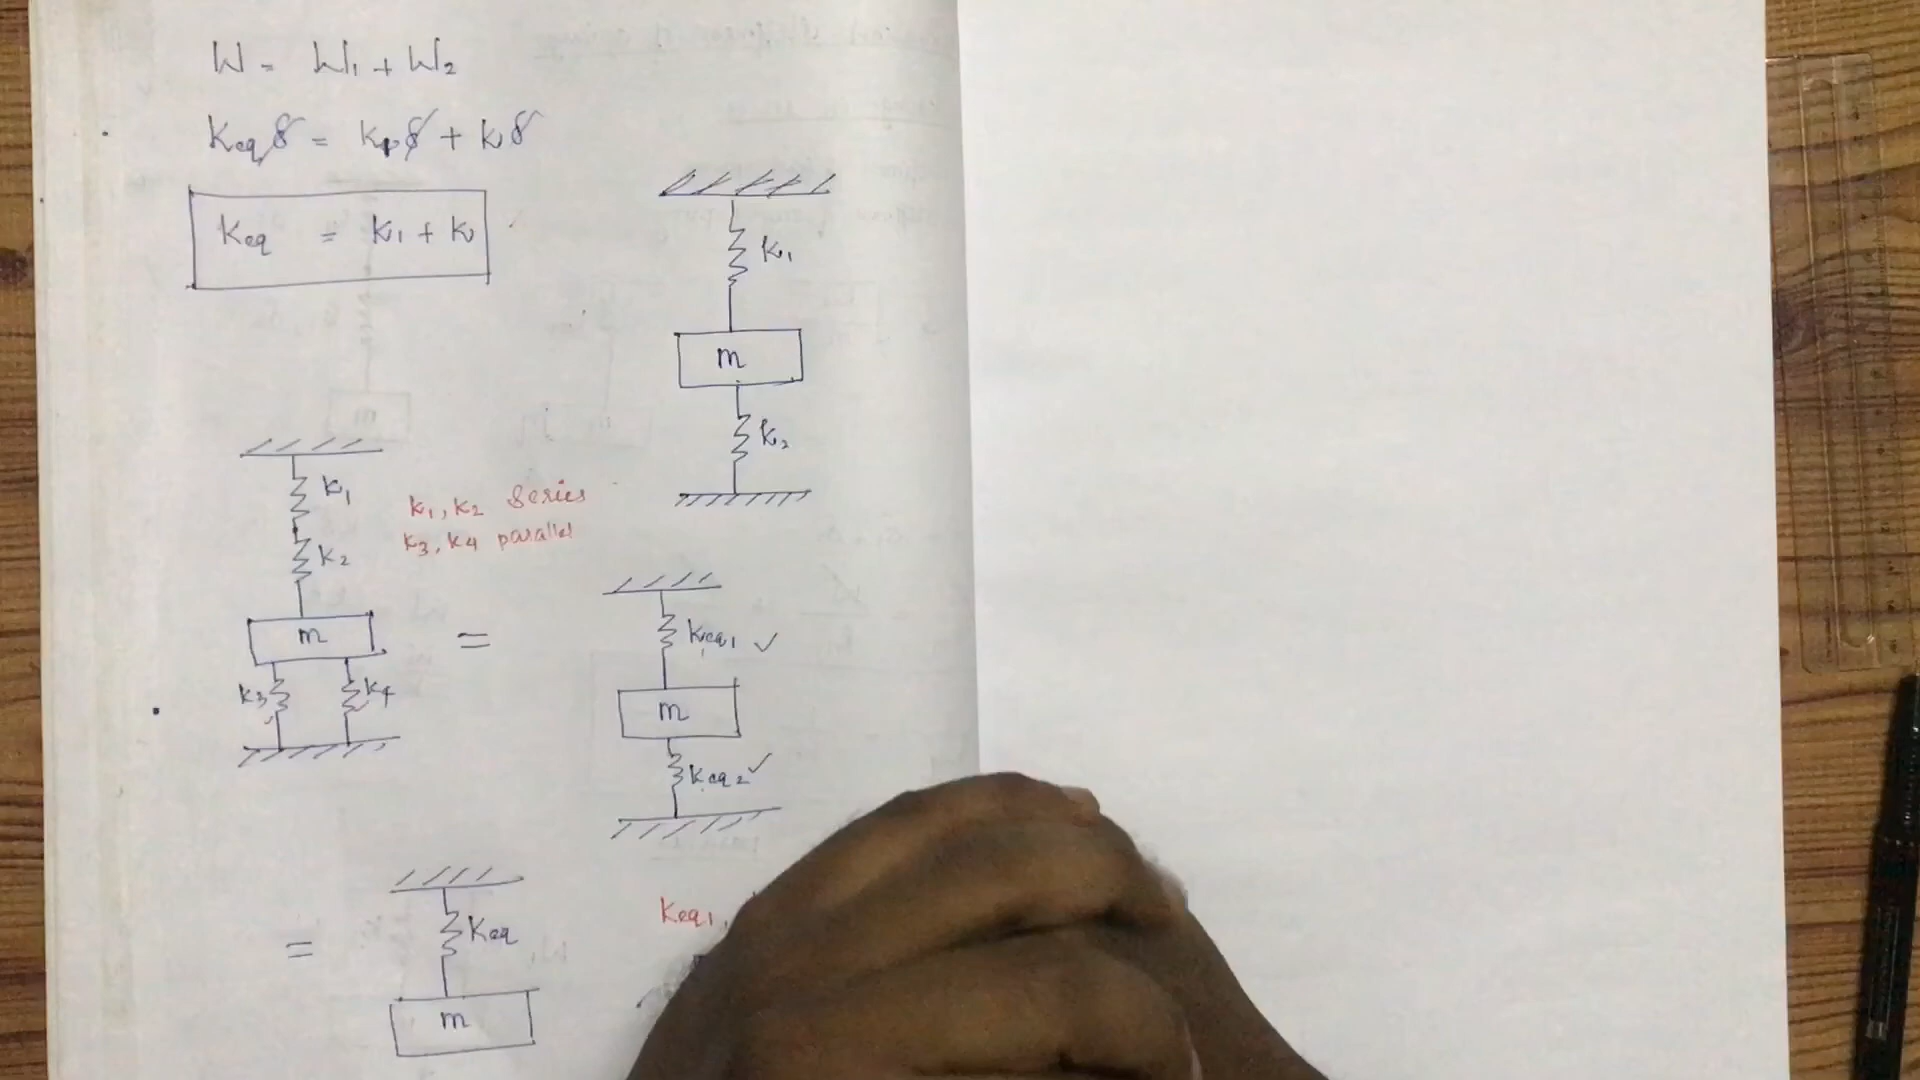 W = W1 + W2
Keq δ = k1 δ + k2 δ
Keq = k1 + k2
k1
m
k2
k1
k2
m
k3
k4
k1, k2 Series
k3, k4 parallel
=
Keq1 ✓
m
Keq2 ✓
=
Keq
m
Keq1,